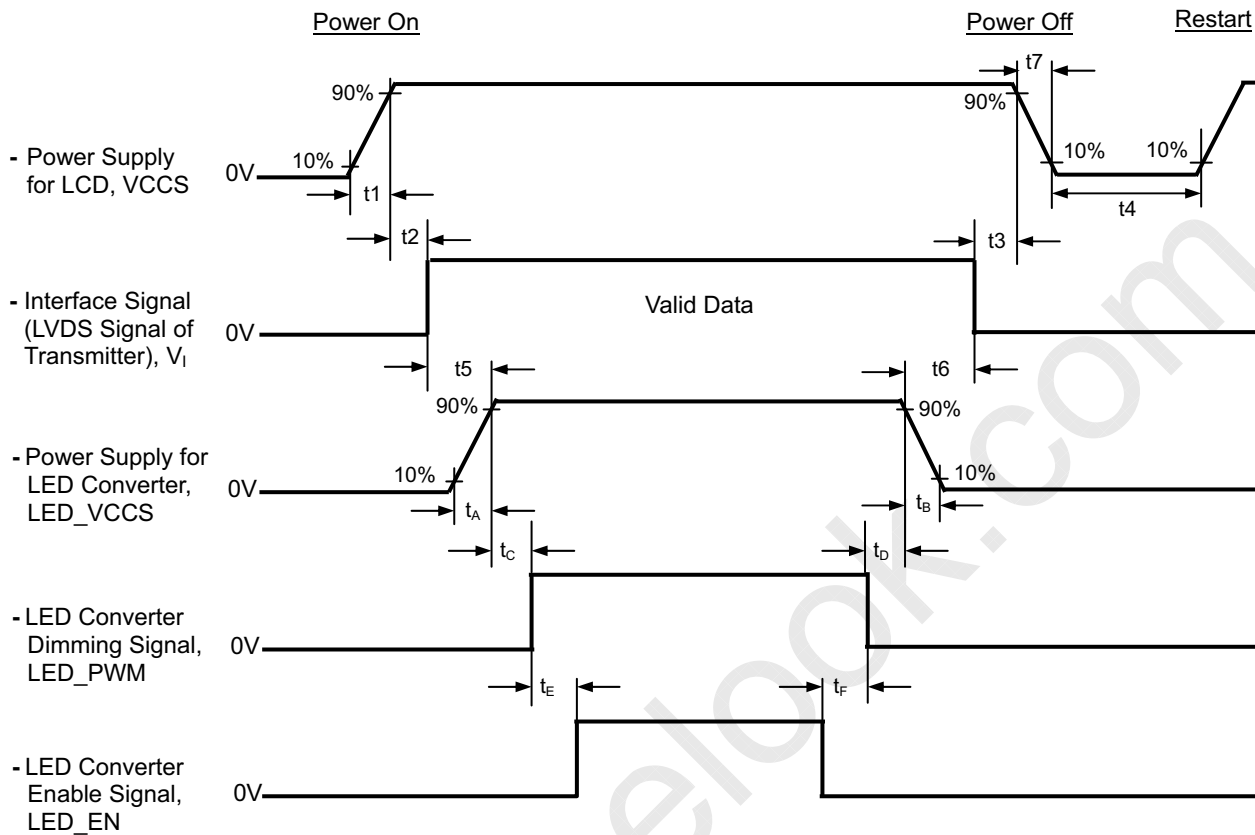 Power On
Power Off
Restart
t7
90%
90%
- Power Supply for LCD, VCCS
0V
10%
10%
10%
t1
t4
t2
t3
- Interface Signal (LVDS Signal of Transmitter), VI
0V
Valid Data
t5
t6
90%
90%
- Power Supply for LED Converter, LED_VCCS
0V
10%
10%
tA
tB
tC
tD
- LED Converter Dimming Signal, LED_PWM
0V
tE
tF
- LED Converter Enable Signal, LED_EN
0V
elook.com